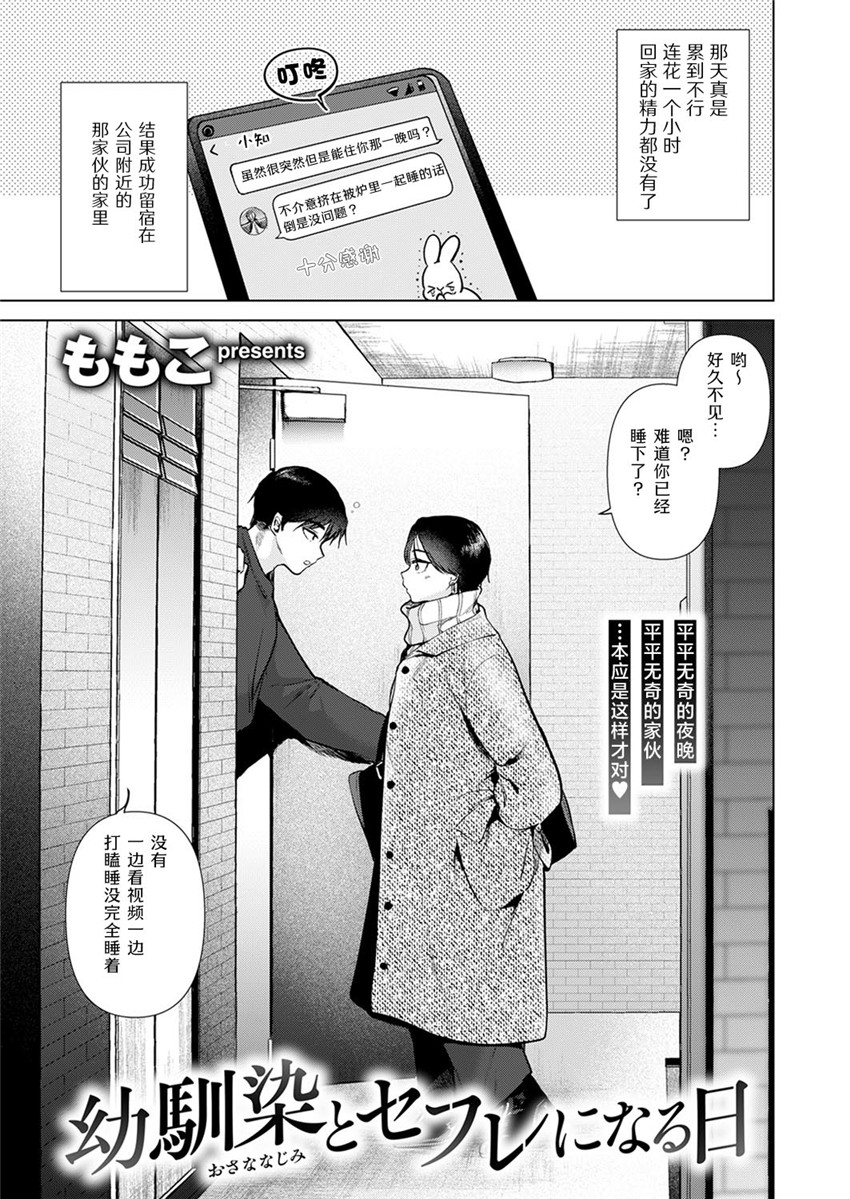 那天真是
累到不行
连花一个小时
回家的精力都没有了
叮咚
小知
虽然很突然但是能住你那一晚吗？
不介意挤在被炉里一起睡的话
倒是没问题？
十分感谢
结果成功留宿在
公司附近的
那家伙的家里
ももこ presents
哟～
好久不见…
嗯？
难道你已经
睡下了？
平平无奇的夜晚
平平无奇的家伙
…本应是这样才对♥
没有
一边看视频一边
打瞌睡没完全睡着
幼馴染とセフレになる日
おさななじみ